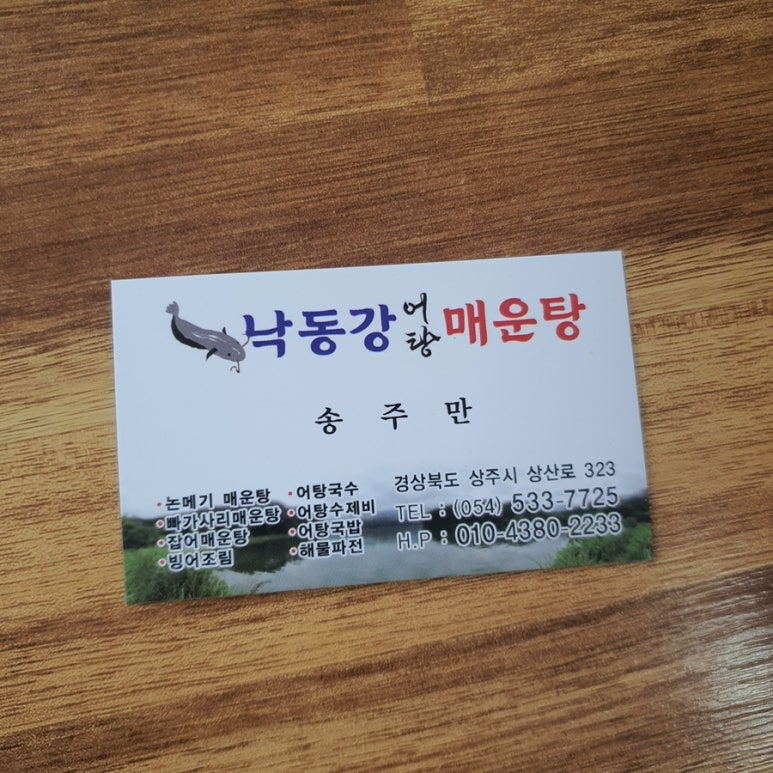 낙동강 어탕 매운탕
송 주 만
•논메기 매운탕
•빠가사리매운탕
•잡어매운탕
•빙어조림
•어탕국수
•어탕수제비
•어탕국밥
•해물파전
경상북도 상주시 상산로 323
TEL : (054) 533-7725
H.P : 010-4380-2233